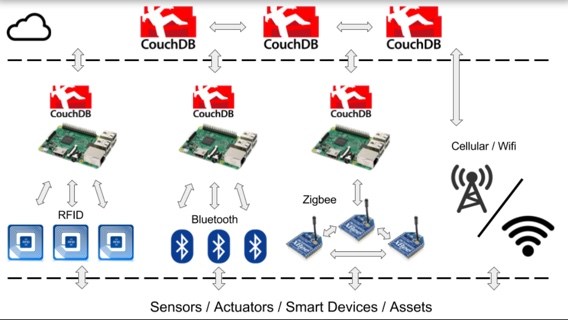 CouchDB
CouchDB
CouchDB
CouchDB
CouchDB
CouchDB
Cellular / Wifi
RFID
Bluetooth
Zigbee
Sensors / Actuators / Smart Devices / Assets